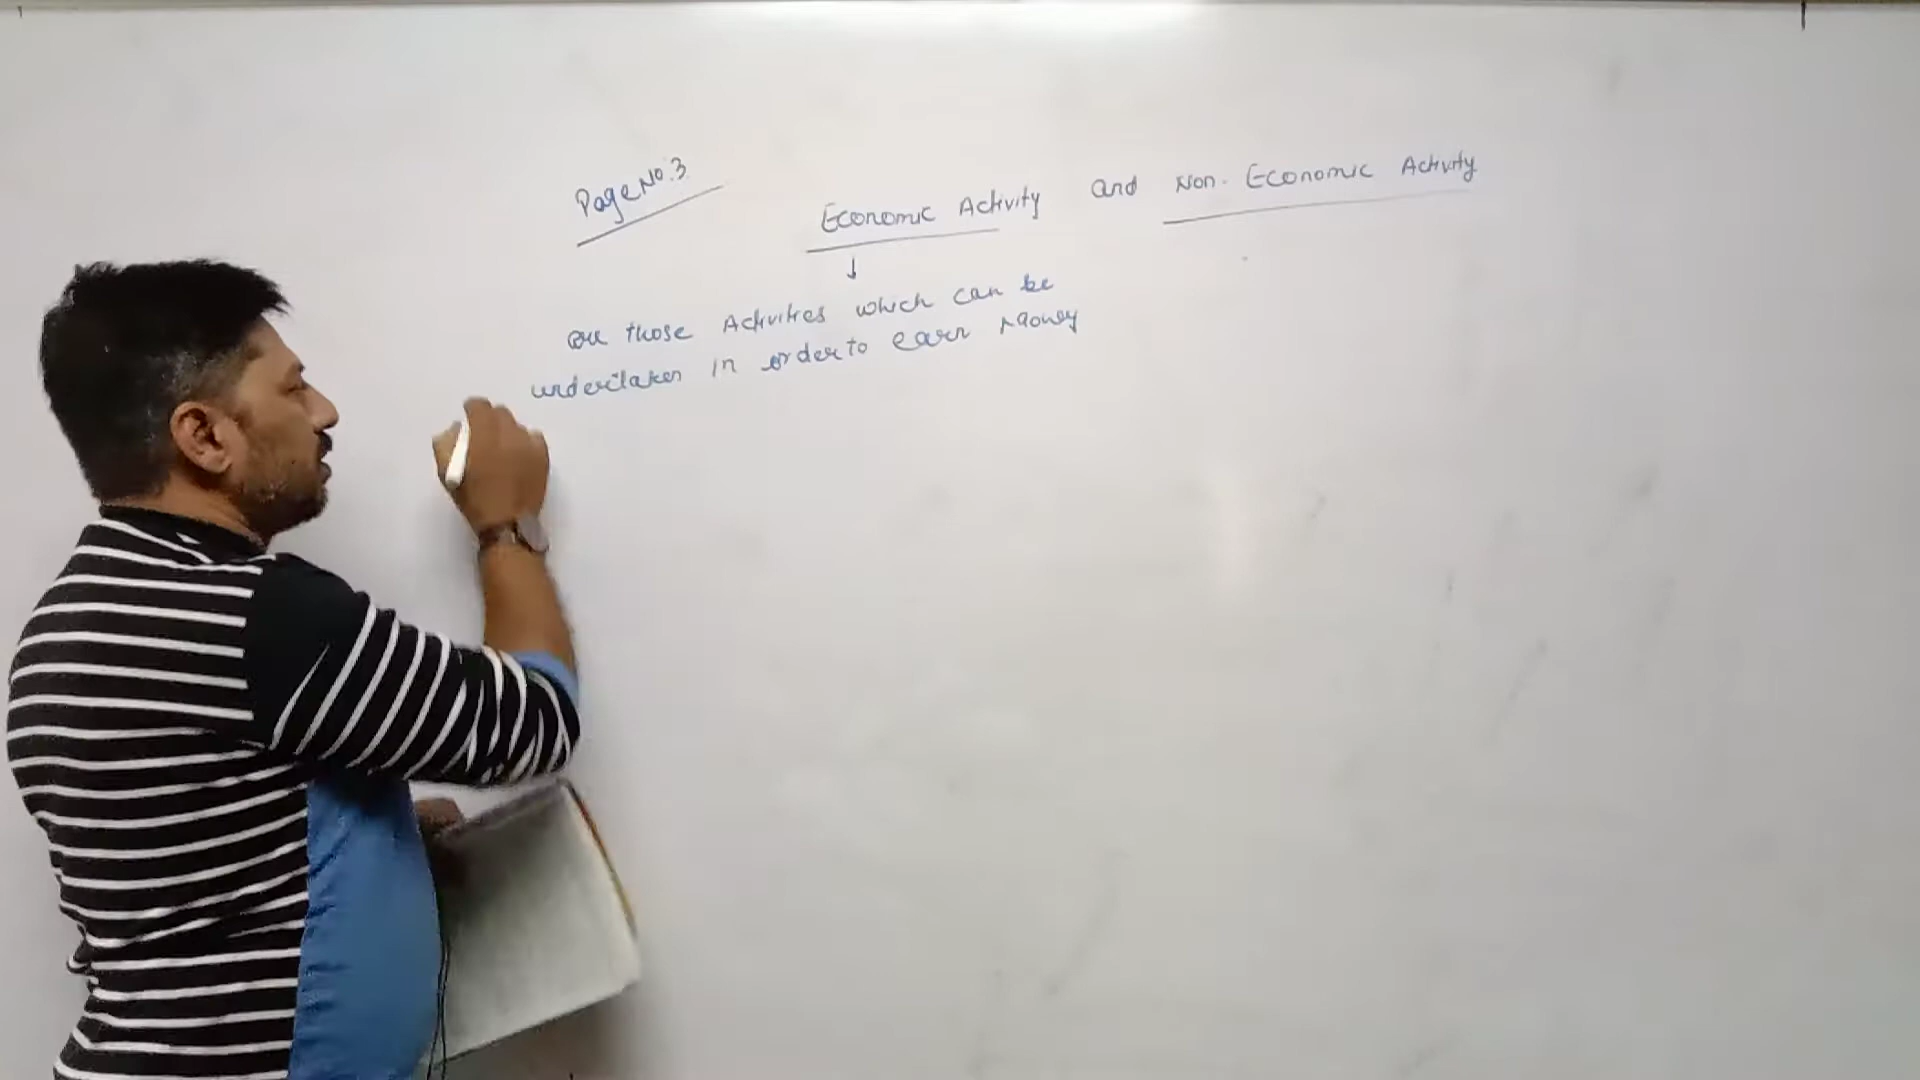 Page No. 3
Economic Activity and Non-Economic Activity
are those Activities which can be
undertaken in order to earn Money